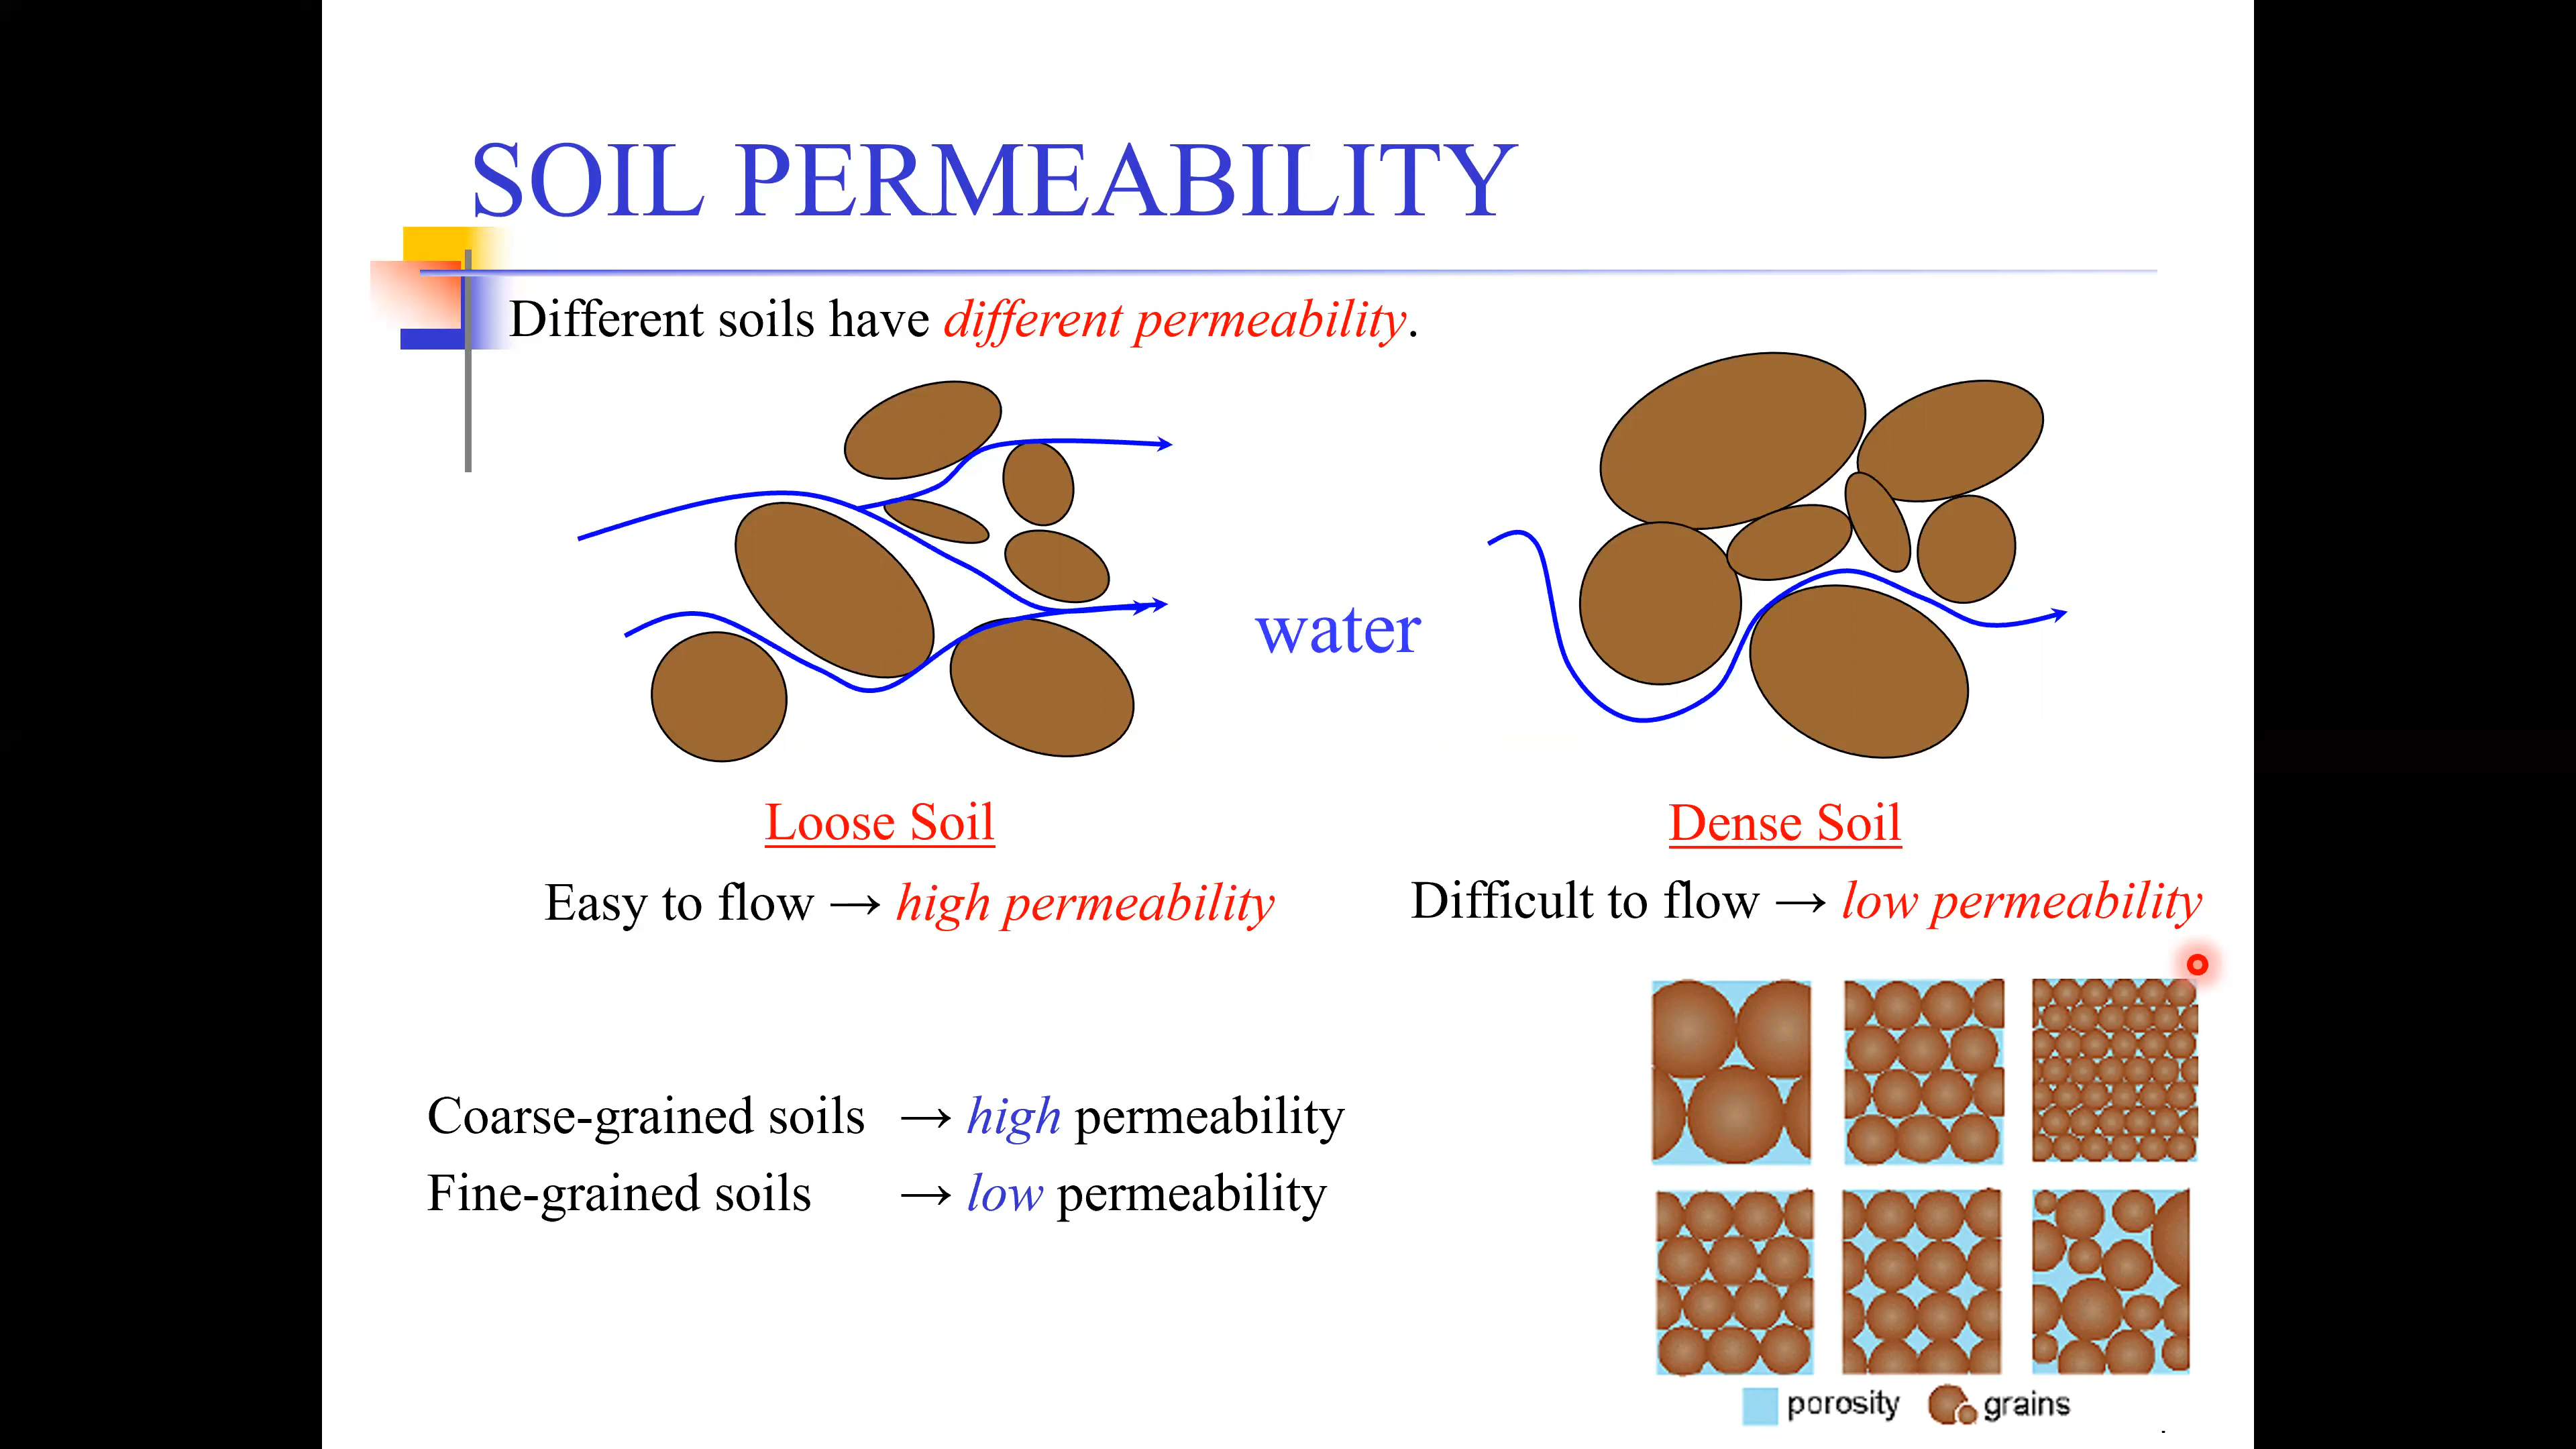 SOIL PERMEABILITY
Different soils have different permeability.
water
Loose Soil
Dense Soil
Easy to flow → high permeability
Difficult to flow → low permeability
Coarse-grained soils → high permeability
Fine-grained soils → low permeability
porosity
grains